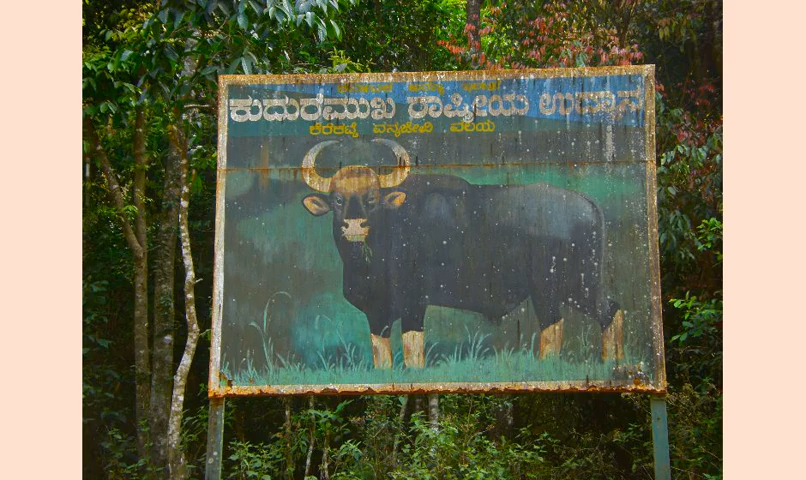 ಕುದುರೆಮುಖ ರಾಷ್ಟ್ರೀಯ ಉದ್ಯಾನ
ಕೆರೆಕಟ್ಟೆ ವನ್ಯಜೀವಿ ವಲಯ